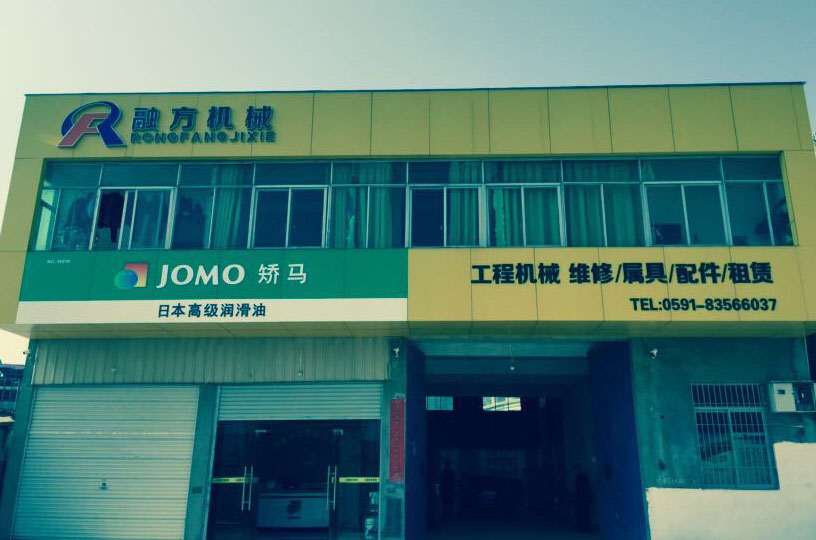 融方机械
RONGFANGJIXIE
JOMO 矫马
日本高级润滑油
工程机械 维修/属具/配件/租赁
TEL:0591-83566037